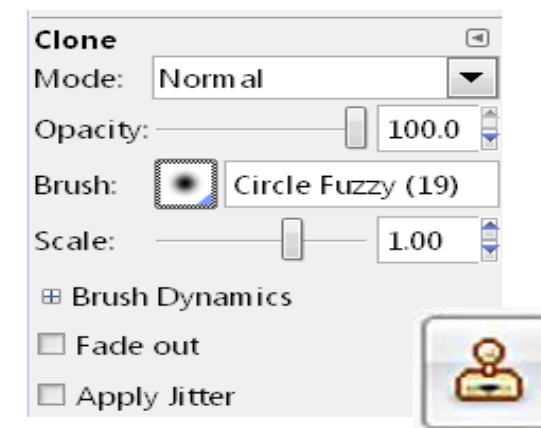 Clone
Mode: Normal
Opacity: 100.0
Brush: Circle Fuzzy (19)
Scale: 1.00
Brush Dynamics
Fade out
Apply Jitter